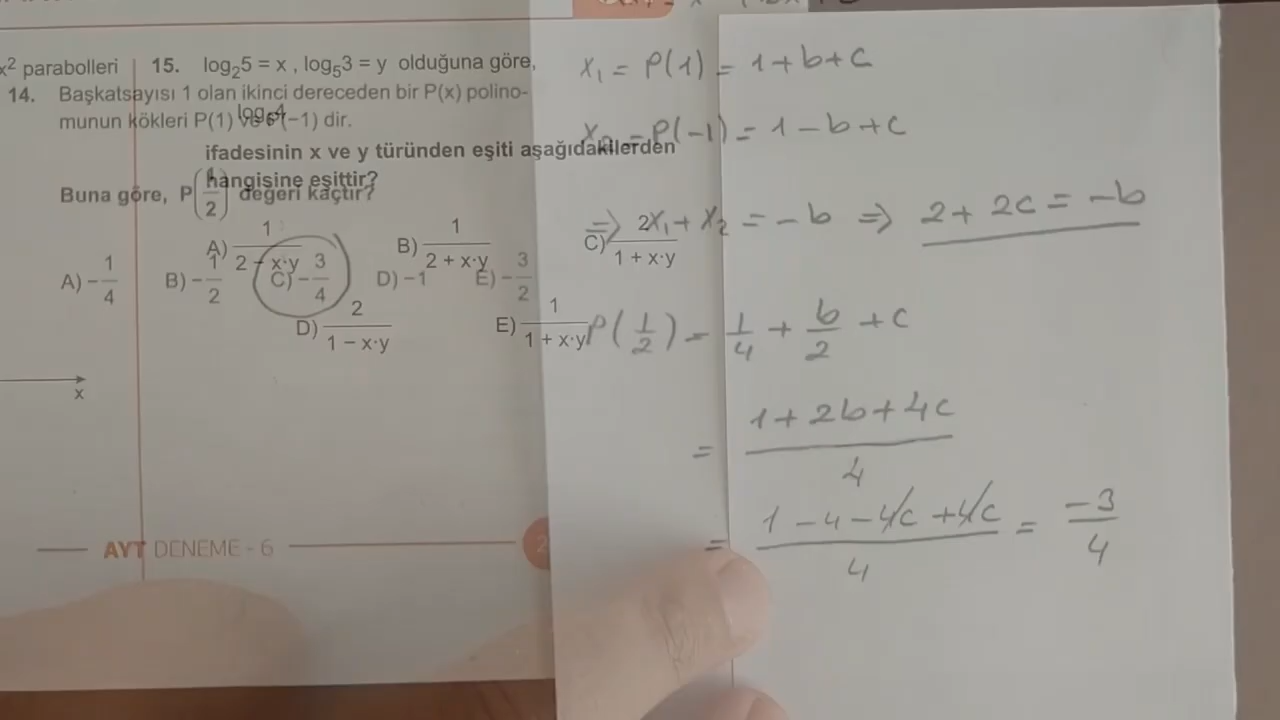 x² parabolleri
15. log₂5 = x , log₅3 = y olduğuna göre,
14. Başkatsayısı 1 olan ikinci dereceden bir P(x) polino-
munun kökleri P(1) ve P(−1) dir.
ifadesinin x ve y türünden eşiti aşağıdakilerden
hangisine eşittir?
Buna göre, P(1/2) değeri kaçtır?
A) 1/(2 − x·y) B) 1/(2 + x·y) C) 2/(1 + x·y)
D) 2/(1 − x·y) E) 1/(1 + x·y)
A) −1/4 B) −1/2 C) −3/4 D) −1 E) −3/2
x
AYT DENEME - 6
x₁ = P(1) = 1 + b + c
x₂ = P(−1) = 1 − b + c
⇒ x₁ + x₂ = −b ⇒ 2 + 2c = −b
P(1/2) = 1/4 + b/2 + c
= (1 + 2b + 4c)/4
= (1 − 4 − 4c + 4c)/4 = −3/4